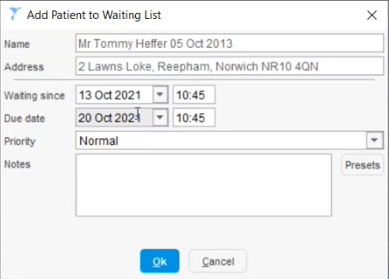 Add Patient to Waiting List
Name Mr Tommy Heffer 05 Oct 2013
Address 2 Lawns Loke, Reepham, Norwich NR10 4QN
Waiting since 13 Oct 2021 10:45
Due date 20 Oct 2021 10:45
Priority Normal
Notes Presets
Ok Cancel